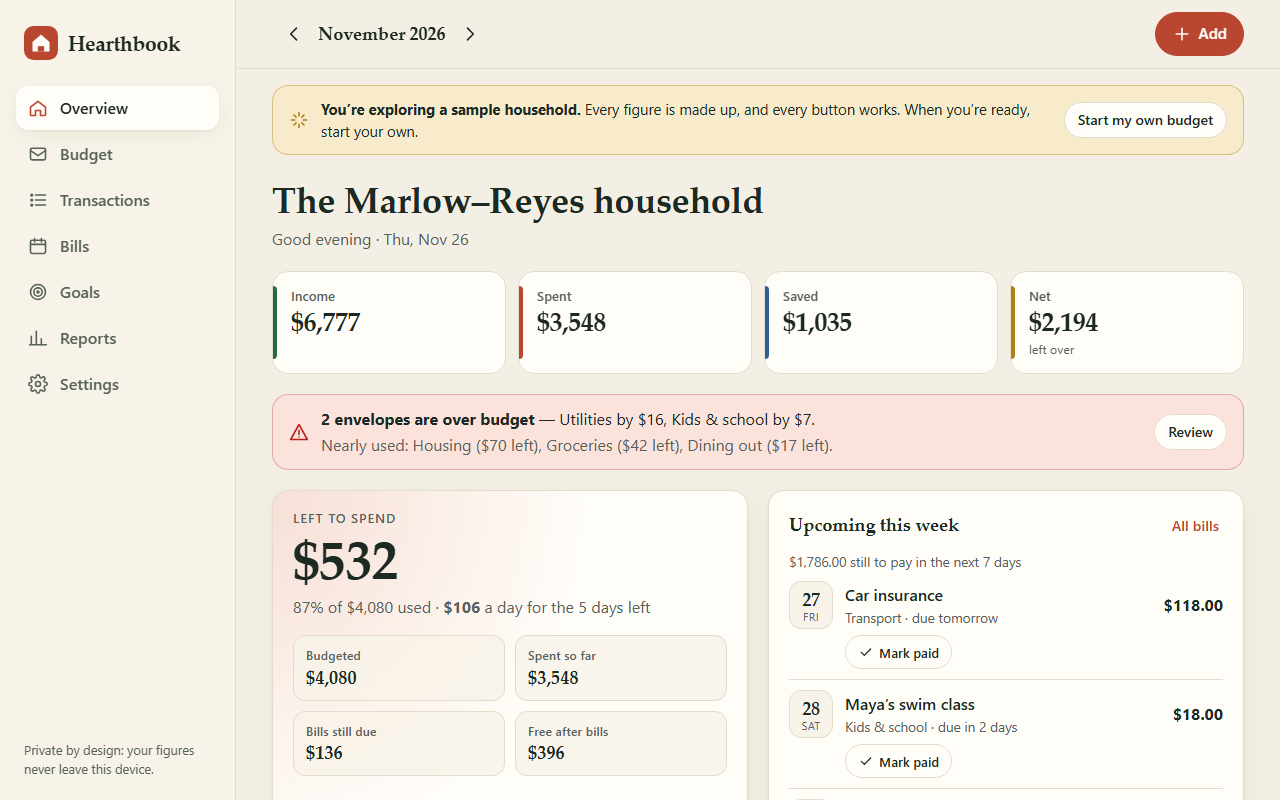 Hearthbook
Overview
Budget
Transactions
Bills
Goals
Reports
Settings
Private by design: your figures
never leave this device.
November 2026
Add
You’re exploring a sample household. Every figure is made up, and every button works. When you’re ready,
start your own.
Start my own budget
The Marlow–Reyes household
Good evening · Thu, Nov 26
Income
$6,777
Spent
$3,548
Saved
$1,035
Net
$2,194
left over
2 envelopes are over budget — Utilities by $16, Kids & school by $7.
Nearly used: Housing ($70 left), Groceries ($42 left), Dining out ($17 left).
Review
LEFT TO SPEND
$532
87% of $4,080 used · $106 a day for the 5 days left
Budgeted
$4,080
Spent so far
$3,548
Bills still due
$136
Free after bills
$396
Upcoming this week
All bills
$1,786.00 still to pay in the next 7 days
27
FRI
Car insurance
Transport · due tomorrow
$118.00
Mark paid
28
SAT
Maya’s swim class
Kids & school · due in 2 days
$18.00
Mark paid